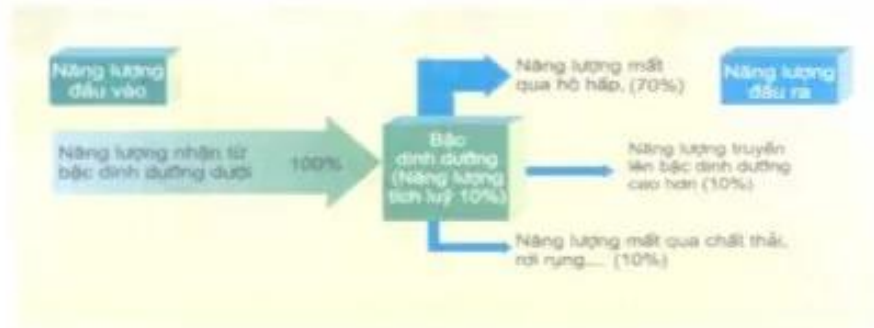 Năng lượng
đầu vào
Năng lượng nhận từ
bậc dinh dưỡng dưới
100%
Bậc
dinh dưỡng
(Năng lượng
tích luỹ 10%)
Năng lượng mất
qua hô hấp, (70%)
Năng lượng
đầu ra
Năng lượng truyền
lên bậc dinh dưỡng
cao hơn (10%)
Năng lượng mất qua chất thải,
rơi rụng.... (10%)